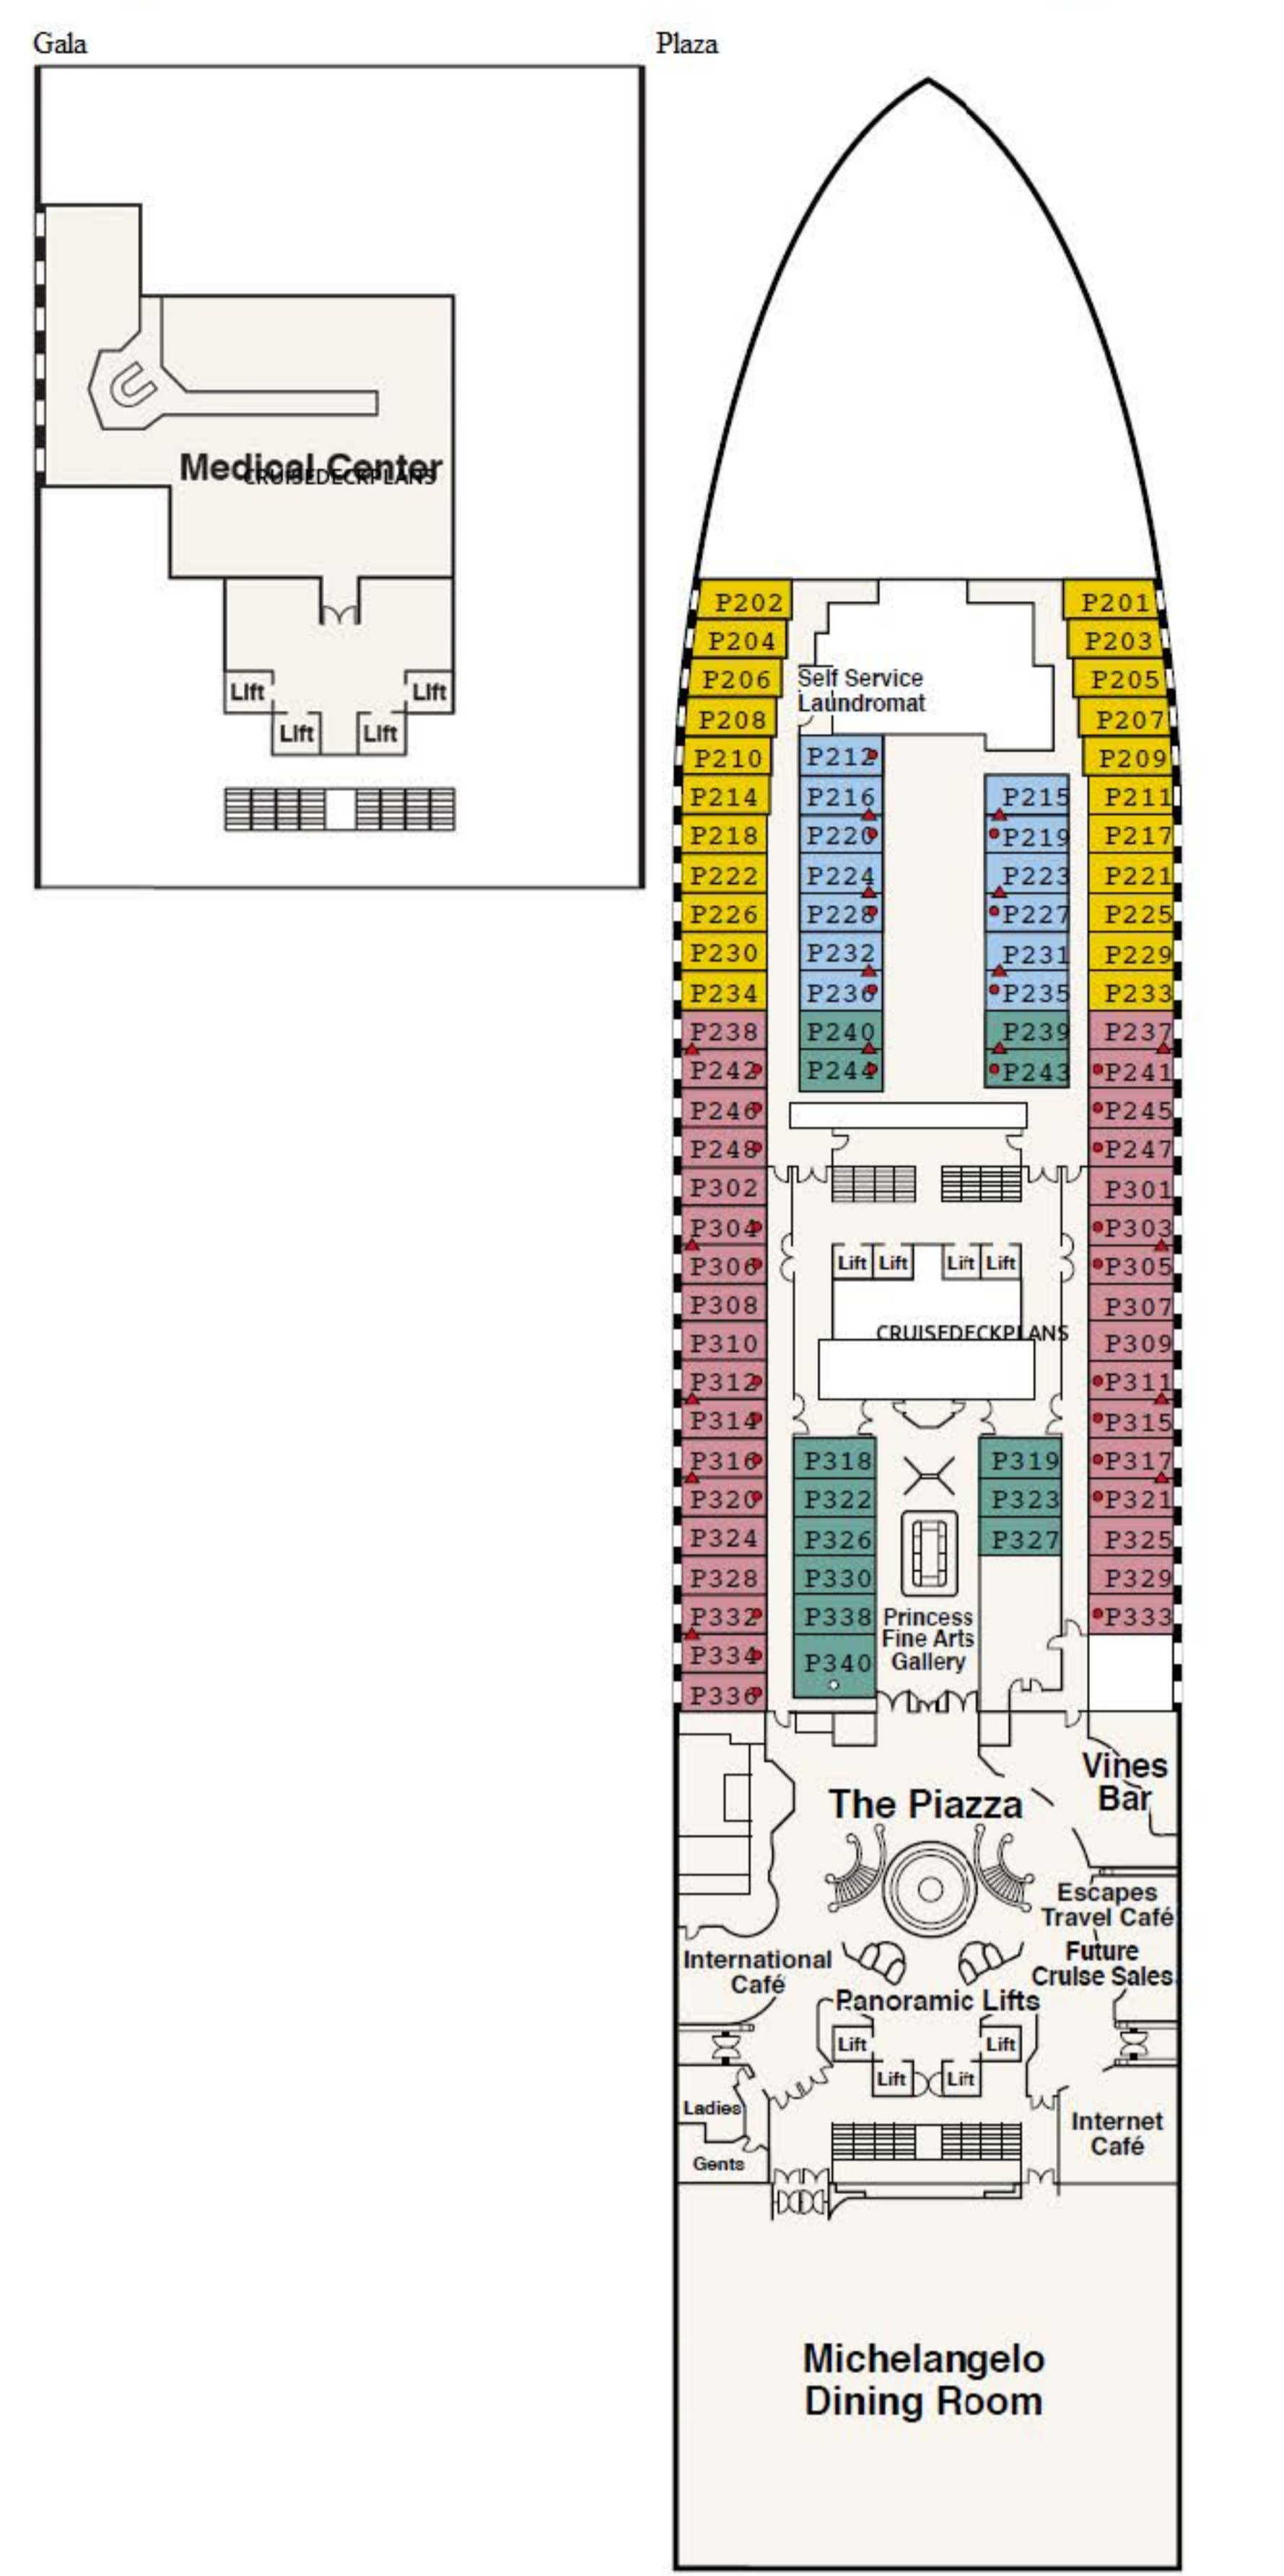 Gala
Plaza
Medical Center
CRUISEDECKPLANS
Lift
Lift
Lift
Lift
P202
P201
P204
P203
P206
Self Service
P205
Laundromat
P208
P207
P210
P212
P209
P214
P216
P215
P211
P218
P220
P219
P217
P222
P224
P223
P221
P226
P228
P227
P225
P230
P232
P231
P229
P234
P236
P235
P233
P238
P240
P239
P237
P242
P244
P243
P241
P246
P245
P248
P247
P302
P301
P304
P303
P306
Lift
Lift
Lift
Lift
P305
P308
P307
CRUISEDECKPLANS
P310
P309
P312
P311
P314
P315
P316
P318
P319
P317
P320
P322
P323
P321
P324
P326
P327
P325
P328
P330
P329
P332
P338
Princess
Fine Arts
Gallery
P333
P334
P340
P336
Vines
Bar
The Piazza
Escapes
Travel Café
International
Café
Future
Cruise Sales
Panoramic Lifts
Lift
Lift
Lift
Lift
Ladies
Internet
Café
Gents
Michelangelo
Dining Room